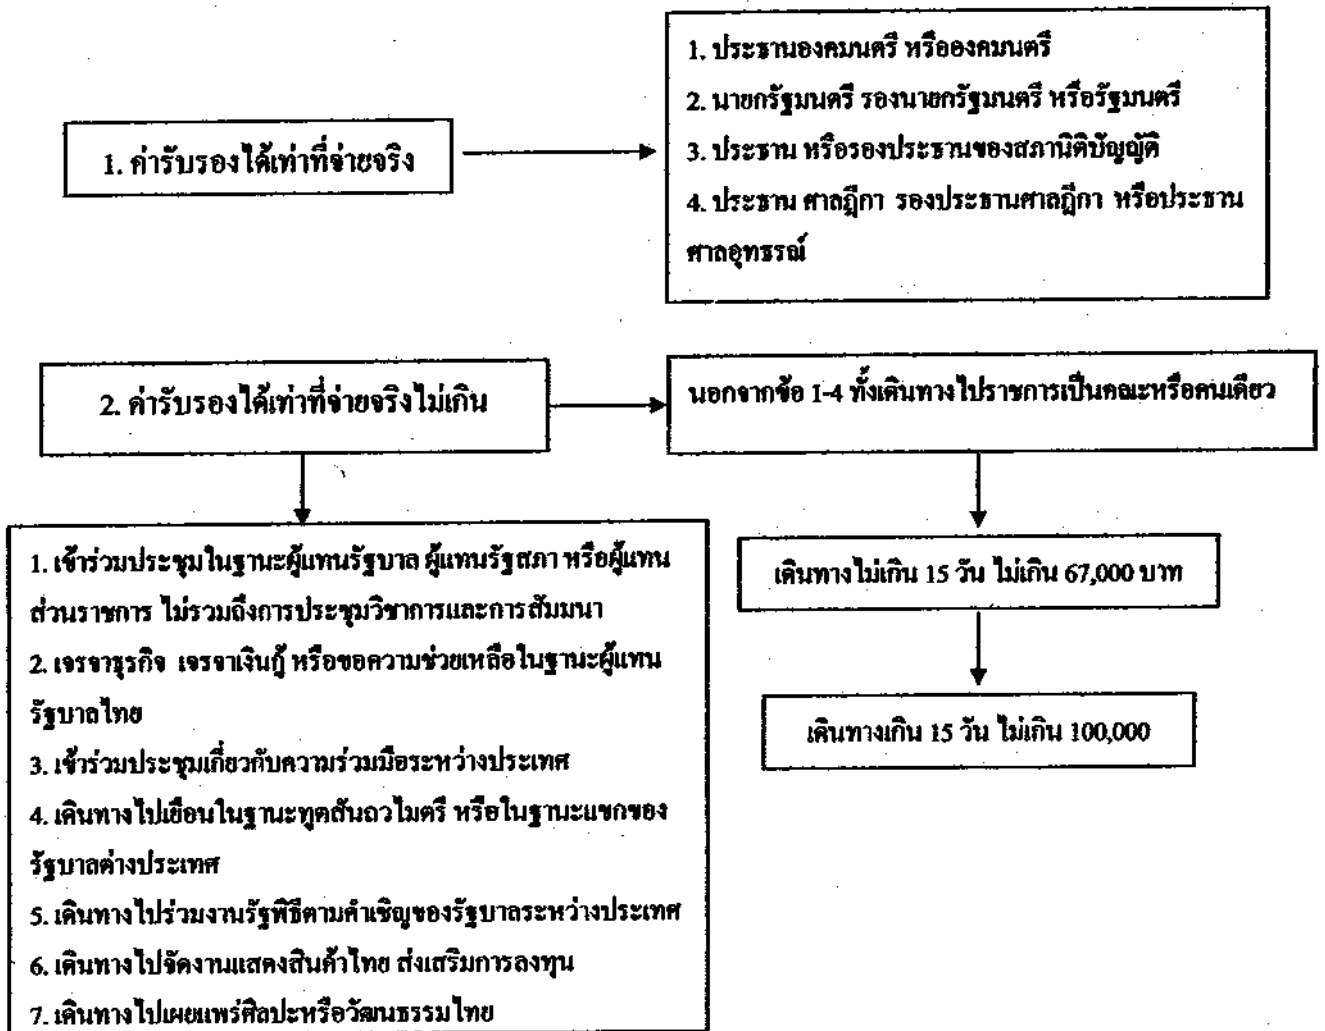 1. ค่ารับรองได้เท่าที่จ่ายจริง
1. ประธานองคมนตรี หรือองคมนตรี
2. นายกรัฐมนตรี รองนายกรัฐมนตรี หรือรัฐมนตรี
3. ประธาน หรือรองประธานของสภานิติบัญญัติ
4. ประธาน ศาลฎีกา รองประธานศาลฎีกา หรือประธาน
ศาลอุทธรณ์
2. ค่ารับรองได้เท่าที่จ่ายจริงไม่เกิน
นอกจากข้อ 1-4 ทั้งเดินทางไปราชการเป็นคณะหรือคนเดียว
1. เข้าร่วมประชุมในฐานะผู้แทนรัฐบาล ผู้แทนรัฐสภา หรือผู้แทน
ส่วนราชการ ไม่รวมถึงการประชุมวิชาการและการสัมมนา
2. เจรจาธุรกิจ เจรจาเงินกู้ หรือขอความช่วยเหลือในฐานะผู้แทน
รัฐบาลไทย
3. เข้าร่วมประชุมเกี่ยวกับความร่วมมือระหว่างประเทศ
4. เดินทางไปเยือนในฐานะทูตสันถวไมตรี หรือในฐานะแขกของ
รัฐบาลต่างประเทศ
5. เดินทางไปร่วมงานรัฐพิธีตามคำเชิญของรัฐบาลระหว่างประเทศ
6. เดินทางไปจัดงานแสดงสินค้าไทย ส่งเสริมการลงทุน
7. เดินทางไปเผยแพร่ศิลปะหรือวัฒนธรรมไทย
เดินทางไม่เกิน 15 วัน ไม่เกิน 67,000 บาท
เดินทางเกิน 15 วัน ไม่เกิน 100,000